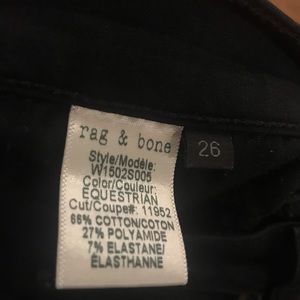 rag & bone
Style/Modéle:
W1502S005
Color/Couleur:
EQUESTRIAN
Cut/Coupe#: 11952
66% COTTON/COTON
27% POLYAMIDE
7% ELASTANE/
ÉLASTHANNE
26